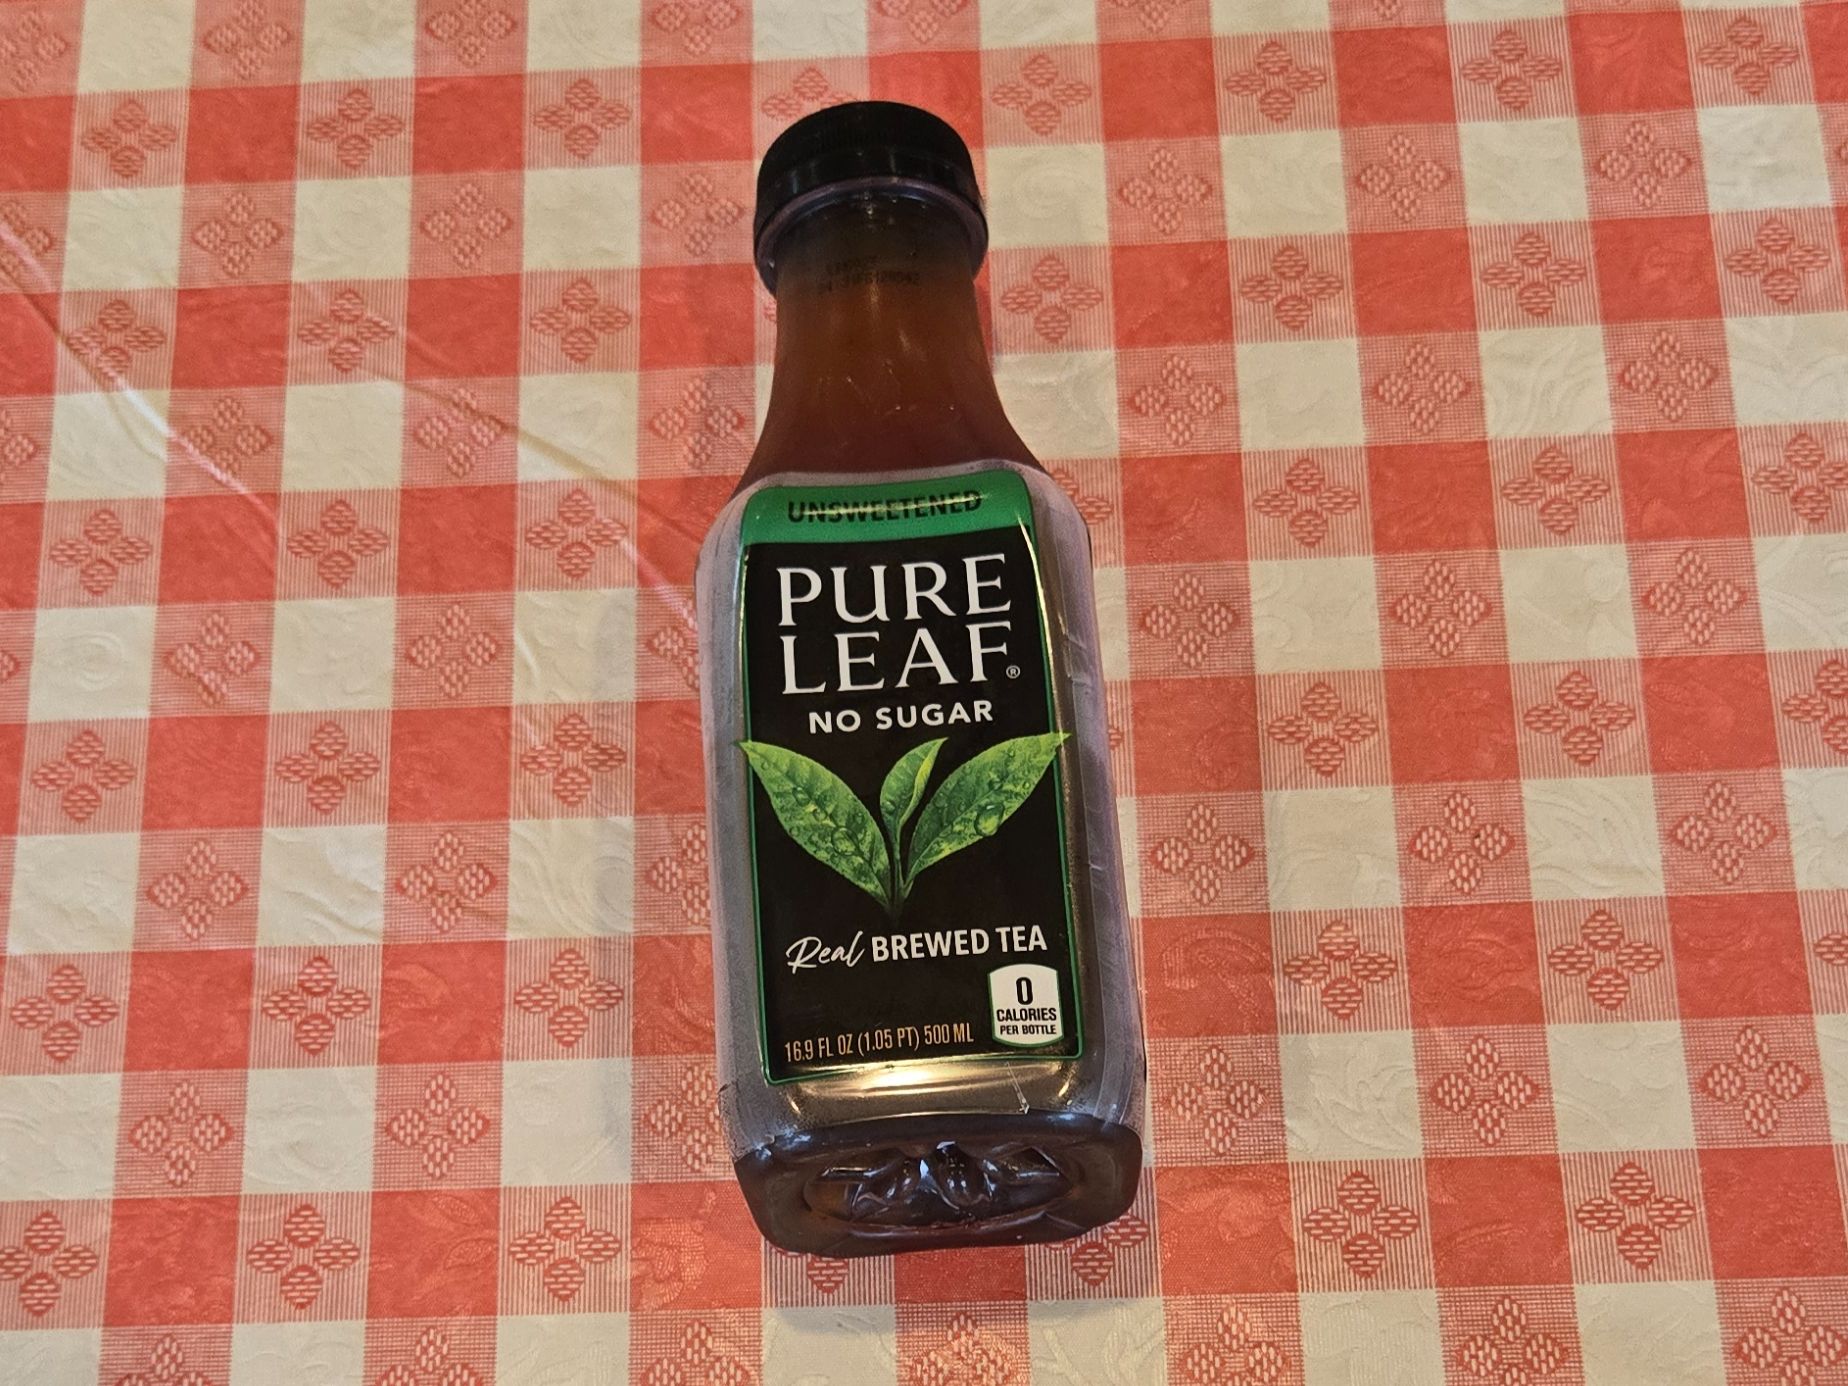 UNSWEETENED
PURE
LEAF®
NO SUGAR
Real BREWED TEA
0
CALORIES
PER BOTTLE
16.9 FL OZ (1.05 PT) 500 ML